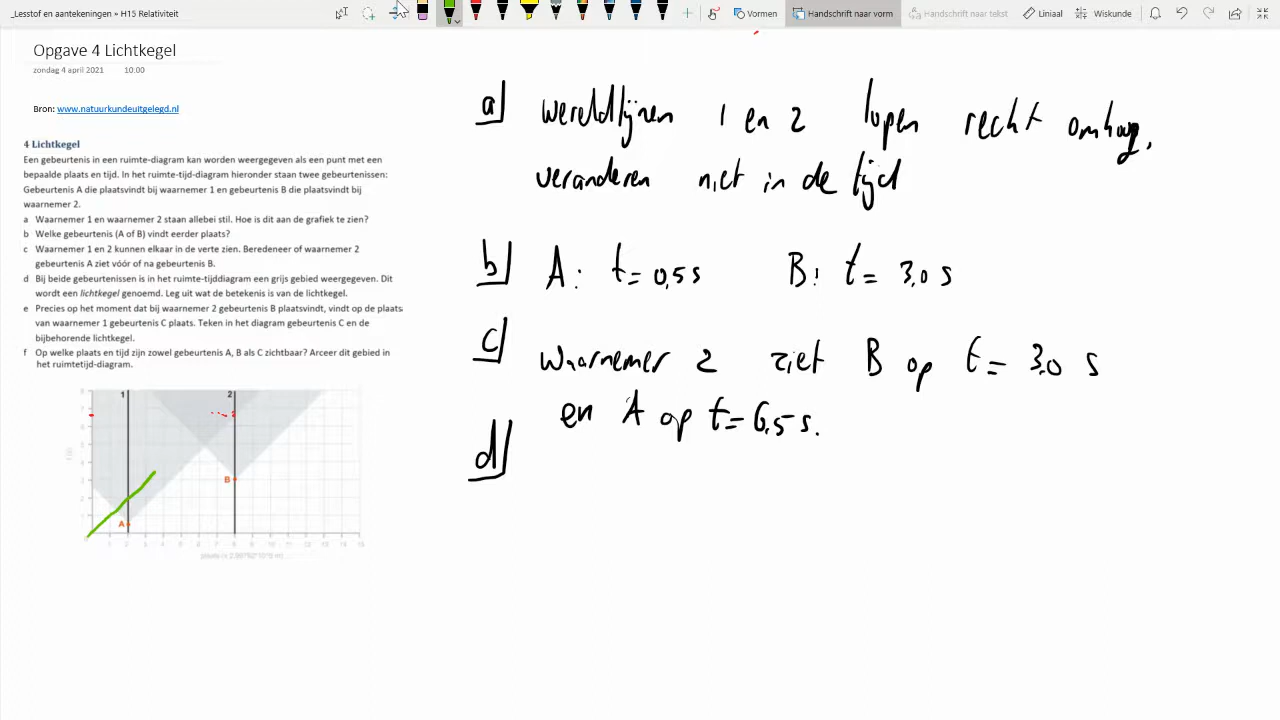 _Lesstof en aantekeningen » H15 Relativiteit
Vormen
Handschrift naar vorm
Handschrift naar tekst
Liniaal
Wiskunde
Opgave 4 Lichtkegel
zondag 4 april 2021 10:00
Bron: www.natuurkundeuitgelegd.nl
4 Lichtkegel
Een gebeurtenis in een ruimte-diagram kan worden weergegeven als een punt met een
bepaalde plaats en tijd. In het ruimte-tijd-diagram hieronder staan twee gebeurtenissen:
Gebeurtenis A die plaatsvindt bij waarnemer 1 en gebeurtenis B die plaatsvindt bij
waarnemer 2.
a Waarnemer 1 en waarnemer 2 staan allebei stil. Hoe is dit aan de grafiek te zien?
b Welke gebeurtenis (A of B) vindt eerder plaats?
c Waarnemer 1 en 2 kunnen elkaar in de verte zien. Beredeneer of waarnemer 2
gebeurtenis A ziet vóór of na gebeurtenis B.
d Bij beide gebeurtenissen is in het ruimte-tijddiagram een grijs gebied weergegeven. Dit
wordt een lichtkegel genoemd. Leg uit wat de betekenis is van de lichtkegel.
e Precies op het moment dat bij waarnemer 2 gebeurtenis B plaatsvindt, vindt op de plaats
van waarnemer 1 gebeurtenis C plaats. Teken in het diagram gebeurtenis C en de
bijbehorende lichtkegel.
f Op welke plaats en tijd zijn zowel gebeurtenis A, B als C zichtbaar? Arceer dit gebied in
het ruimtetijd-diagram.
1 2
B
A
a) wereldlijnen 1 en 2 lopen recht omhoog,
veranderen niet in de tijd
b) A: t=0,5s B: t= 3,0 s
c) Waarnemer 2 ziet B op t= 3,0 s
en A op t= 6,5 s.
d)